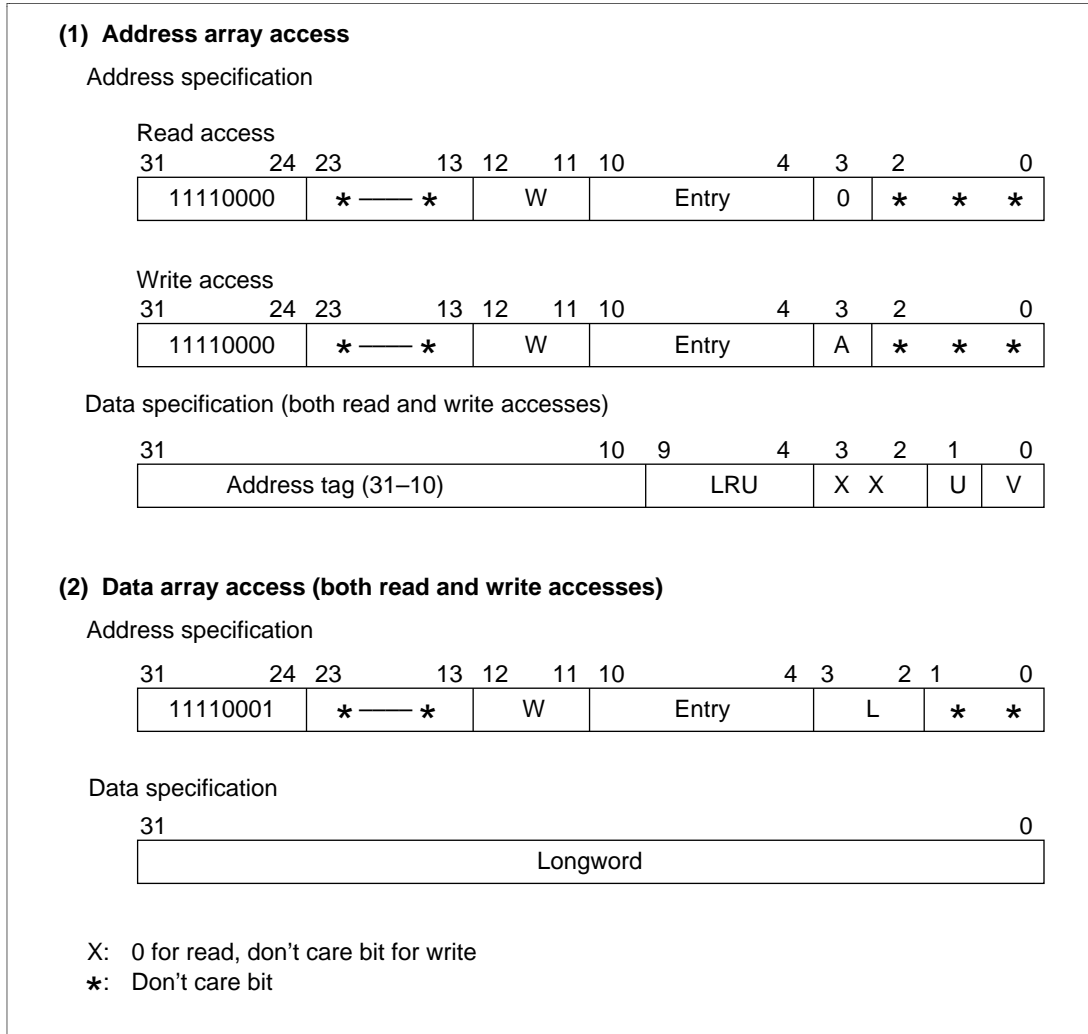 (1) Address array access
Address specification
Read access
31 24 23 13 12 11 10 4 3 2 0
11110000 * —— * W Entry 0 * * *
Write access
31 24 23 13 12 11 10 4 3 2 0
11110000 * —— * W Entry A * * *
Data specification (both read and write accesses)
31 10 9 4 3 2 1 0
Address tag (31–10) LRU X X U V
(2) Data array access (both read and write accesses)
Address specification
31 24 23 13 12 11 10 4 3 2 1 0
11110001 * —— * W Entry L * *
Data specification
31 0
Longword
X: 0 for read, don't care bit for write
*: Don't care bit